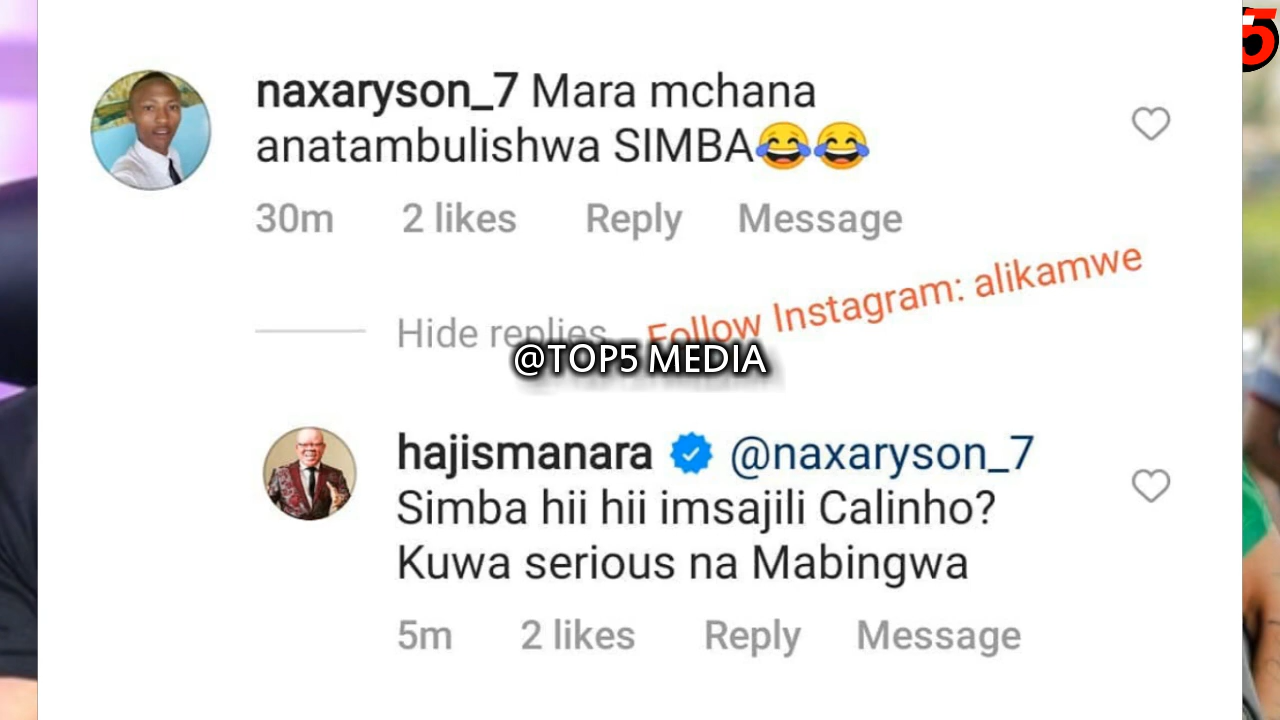 5
naxaryson_7 Mara mchana
anatambulishwa SIMBA😂😂
30m 2 likes Reply Message
Follow Instagram: alikamwe
Hide replies
@TOP5 MEDIA
hajismanara @naxaryson_7
Simba hii hii imsajili Calinho?
Kuwa serious na Mabingwa
5m 2 likes Reply Message